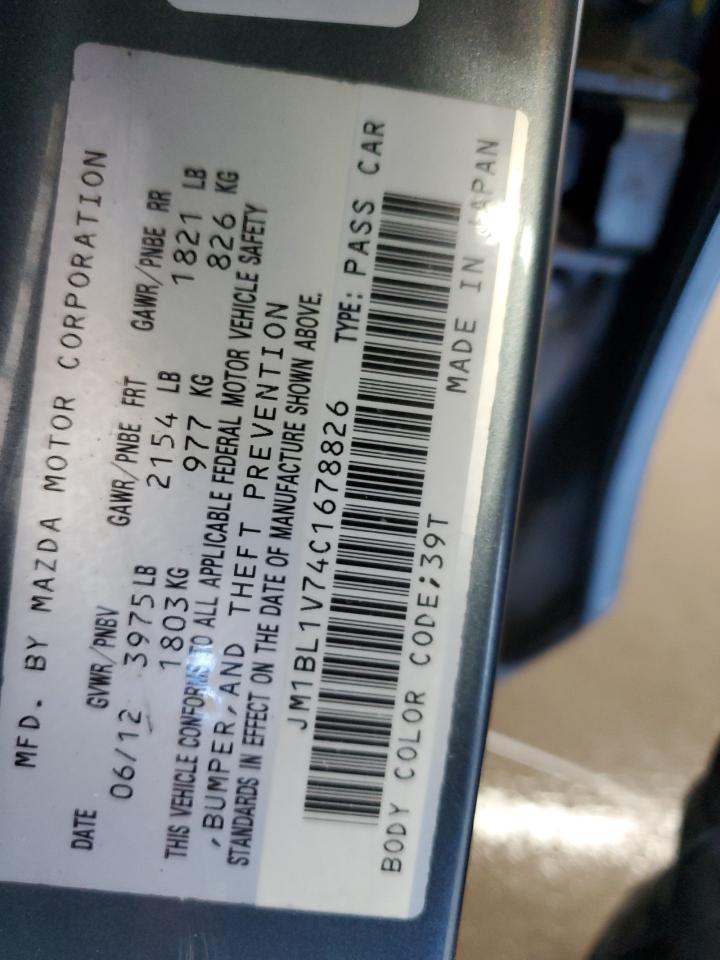 MFD. BY MAZDA MOTOR CORPORATION
DATE GVWR/PNBV GAWR/PNBE FRT GAWR/PNBE RR
06/12 3975LB 2154 LB 1821 LB
1803KG 977 KG 826 KG
THIS VEHICLE CONFORMS TO ALL APPLICABLE FEDERAL MOTOR VEHICLE SAFETY
,BUMPER,AND THEFT PREVENTION
STANDARDS IN EFFECT ON THE DATE OF MANUFACTURE SHOWN ABOVE.
JM1BL1V74C1678826 TYPE: PASS CAR
BODY COLOR CODE;39T MADE IN JAPAN